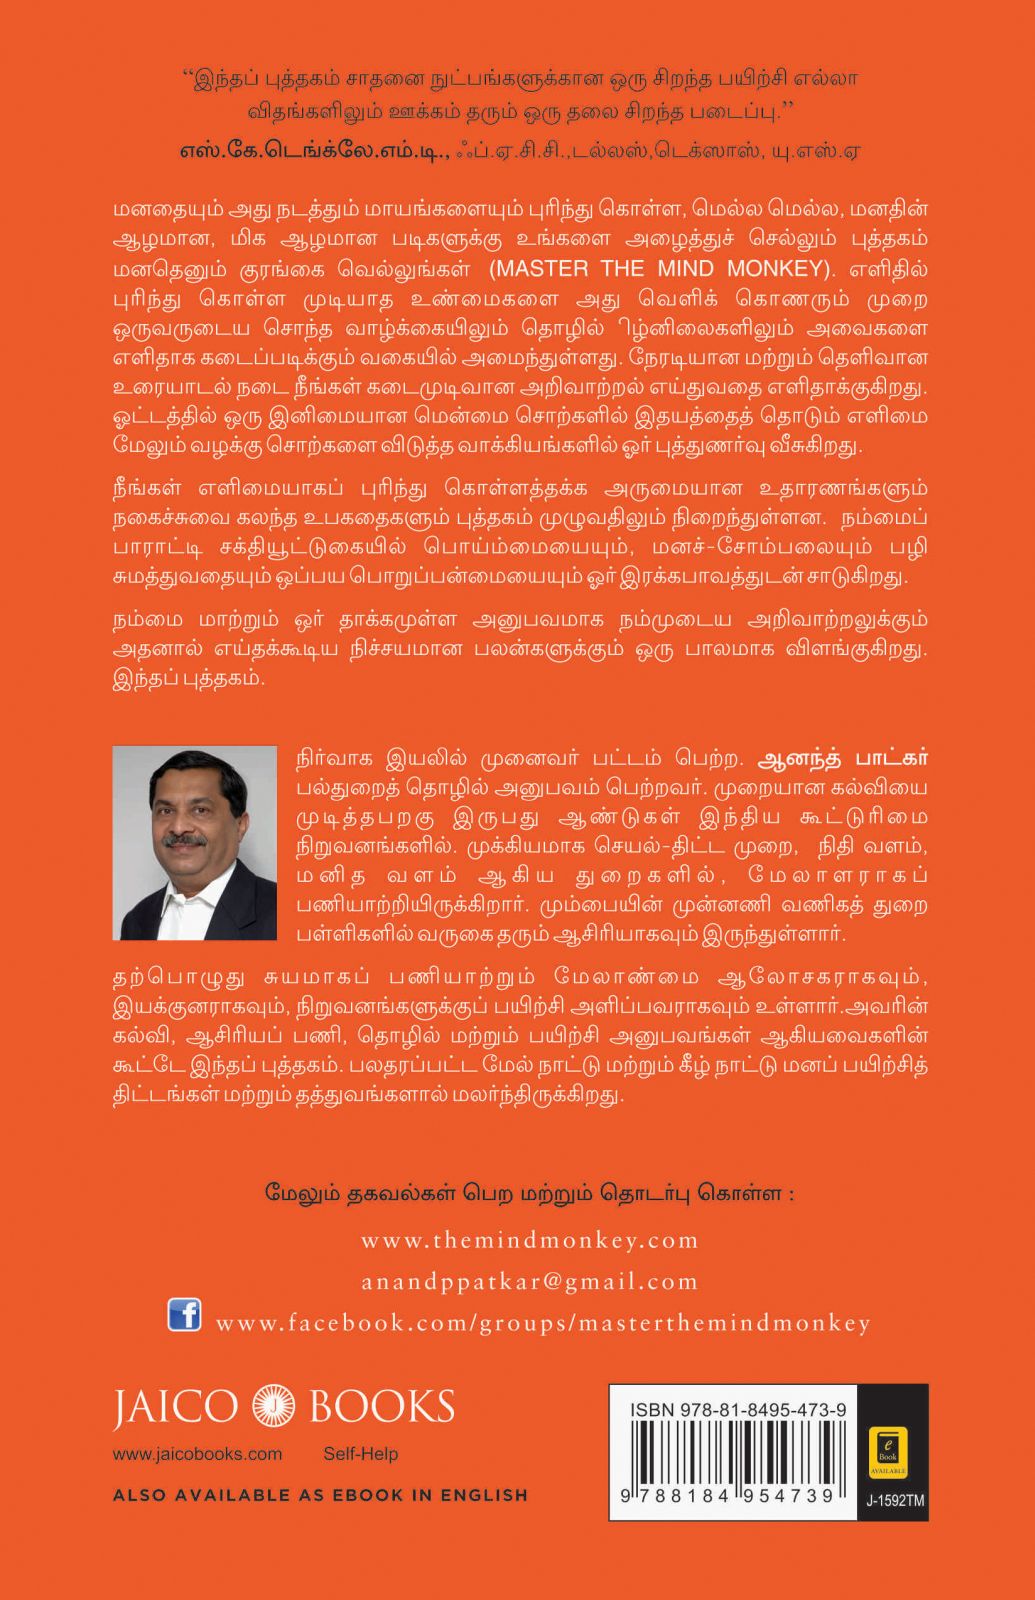 “இந்தப் புத்தகம் சாதனை நுட்பங்களுக்கான ஒரு சிறந்த பயிற்சி எல்லா
விதங்களிலும் ஊக்கம் தரும் ஒரு தலை சிறந்த படைப்பு.”
எஸ்.கே.டெங்க்லே.எம்.டி., ஃப்.ஏ.சி.சி.,டல்லஸ்,டெக்ஸாஸ், யு.எஸ்.ஏ
மனதையும் அது நடத்தும் மாயங்களையும் புரிந்து கொள்ள, மெல்ல மெல்ல, மனதின்
ஆழமான, மிக ஆழமான படிகளுக்கு உங்களை அழைத்துச் செல்லும் புத்தகம்
மனதெனும் குரங்கை வெல்லுங்கள் (MASTER THE MIND MONKEY). எளிதில்
புரிந்து கொள்ள முடியாத உண்மைகளை அது வெளிக் கொணரும் முறை
ஒருவருடைய சொந்த வாழ்க்கையிலும் தொழில் ிழ்னிலைகளிலும் அவைகளை
எளிதாக கடைப்படிக்கும் வகையில் அமைந்துள்ளது. நேரடியான மற்றும் தெளிவான
உரையாடல் நடை நீங்கள் கடைமுடிவான அறிவாற்றல் எய்துவதை எளிதாக்குகிறது.
ஓட்டத்தில் ஒரு இனிமையான மென்மை சொற்களில் இதயத்தைத் தொடும் எளிமை
மேலும் வழக்கு சொற்களை விடுத்த வாக்கியங்களில் ஓர் புத்துணர்வு வீசுகிறது.
நீங்கள் எளிமையாகப் புரிந்து கொள்ளத்தக்க அருமையான உதாரணங்களும்
நகைச்சுவை கலந்த உபகதைகளும் புத்தகம் முழுவதிலும் நிறைந்துள்ளன. நம்மைப்
பாராட்டி சக்தியூட்டுகையில் பொய்ம்மையையும், மனச்-சோம்பலையும் பழி
சுமத்துவதையும் ஒப்பய பொறுப்பன்மையையும் ஓர் இரக்கபாவத்துடன் சாடுகிறது.
நம்மை மாற்றும் ஒர் தாக்கமுள்ள அனுபவமாக நம்முடைய அறிவாற்றலுக்கும்
அதனால் எய்தக்கூடிய நிச்சயமான பலன்களுக்கும் ஒரு பாலமாக விளங்குகிறது.
இந்தப் புத்தகம்.
நிர்வாக இயலில் முனைவர் பட்டம் பெற்ற. ஆனந்த் பாட்கர்
பல்துறைத் தொழில் அனுபவம் பெற்றவர். முறையான கல்வியை
முடித்தபறகு இருபது ஆண்டுகள் இந்திய கூட்டுரிமை
நிறுவனங்களில். முக்கியமாக செயல்-திட்ட முறை, நிதி வளம்,
மனித வளம் ஆகிய துறைகளில், மேலாளராகப்
பணியாற்றியிருக்கிறார். மும்பையின் முன்னணி வணிகத் துறை
பள்ளிகளில் வருகை தரும் ஆசிரியாகவும் இருந்துள்ளார்.
தற்பொழுது சுயமாகப் பணியாற்றும் மேலாண்மை ஆலோசகராகவும்,
இயக்குனராகவும், நிறுவனங்களுக்குப் பயிற்சி அளிப்பவராகவும் உள்ளார்.அவரின்
கல்வி, ஆசிரியப் பணி, தொழில் மற்றும் பயிற்சி அனுபவங்கள் ஆகியவைகளின்
கூட்டே இந்தப் புத்தகம். பலதரப்பட்ட மேல் நாட்டு மற்றும் கீழ் நாட்டு மனப் பயிற்சித்
திட்டங்கள் மற்றும் தத்துவங்களால் மலர்ந்திருக்கிறது.
மேலும் தகவல்கள் பெற மற்றும் தொடர்பு கொள்ள :
www.themindmonkey.com
anandppatkar@gmail.com
f www.facebook.com/groups/masterthemindmonkey
JAICO J BOOKS
www.jaicobooks.com Self-Help
ALSO AVAILABLE AS EBOOK IN ENGLISH
ISBN 978-81-8495-473-9
9 788184 954739
e
Book
AVAILABLE
J-1592TM